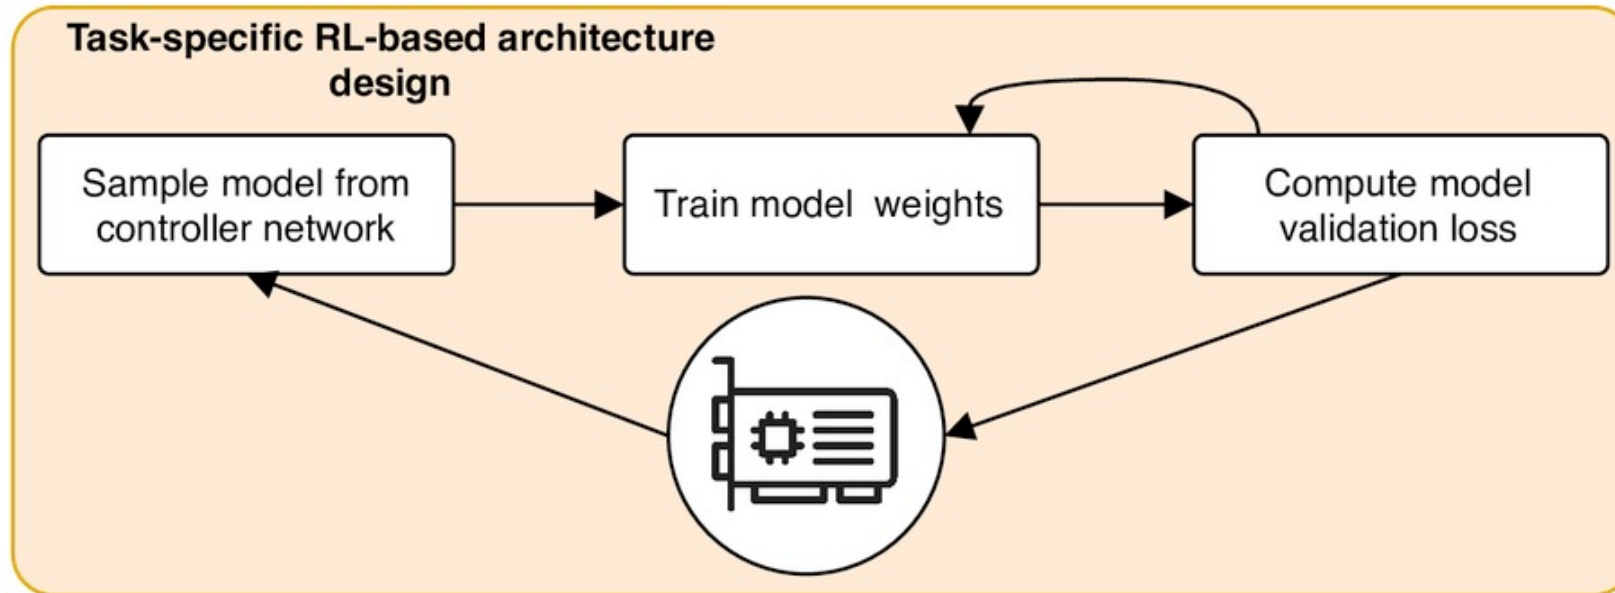 Task-specific RL-based architecture
design
Sample model from
controller network
Train model weights
Compute model
validation loss